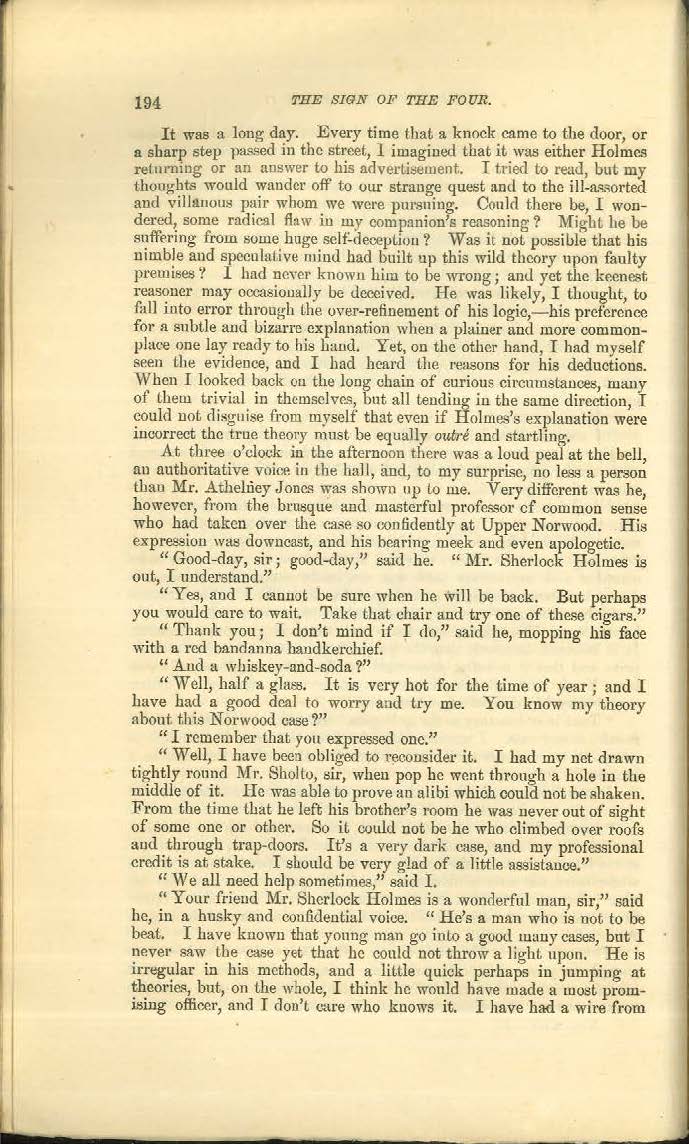 194 THE SIGN OF THE FOUR.
It was a long day. Every time that a knock came to the door, or
a sharp step passed in the street, I imagined that it was either Holmes
returning or an answer to his advertisement. I tried to read, but my
thoughts would wander off to our strange quest and to the ill-assorted
and villanous pair whom we were pursuing. Could there be, I won-
dered, some radical flaw in my companion's reasoning? Might he be
suffering from some huge self-deception? Was it not possible that his
nimble and speculative mind had built up this wild theory upon faulty
premises? I had never known him to be wrong; and yet the keenest
reasoner may occasionally be deceived. He was likely, I thought, to
fall into error through the over-refinement of his logic,—his preference
for a subtle and bizarre explanation when a plainer and more common-
place one lay ready to his hand. Yet, on the other hand, I had myself
seen the evidence, and I had heard the reasons for his deductions.
When I looked back on the long chain of curious circumstances, many
of them trivial in themselves, but all tending in the same direction, I
could not disguise from myself that even if Holmes's explanation were
incorrect the true theory must be equally outré and startling.
At three o'clock in the afternoon there was a loud peal at the bell,
an authoritative voice in the hall, and, to my surprise, no less a person
than Mr. Athelney Jones was shown up to me. Very different was he,
however, from the brusque and masterful professor of common sense
who had taken over the case so confidently at Upper Norwood. His
expression was downcast, and his bearing meek and even apologetic.
"Good-day, sir; good-day," said he. "Mr. Sherlock Holmes is
out, I understand."
"Yes, and I cannot be sure when he will be back. But perhaps
you would care to wait. Take that chair and try one of these cigars."
"Thank you; I don't mind if I do," said he, mopping his face
with a red bandanna handkerchief.
"And a whiskey-and-soda?"
"Well, half a glass. It is very hot for the time of year; and I
have had a good deal to worry and try me. You know my theory
about this Norwood case?"
"I remember that you expressed one."
"Well, I have been obliged to reconsider it. I had my net drawn
tightly round Mr. Sholto, sir, when pop he went through a hole in the
middle of it. He was able to prove an alibi which could not be shaken.
From the time that he left his brother's room he was never out of sight
of some one or other. So it could not be he who climbed over roofs
and through trap-doors. It's a very dark case, and my professional
credit is at stake. I should be very glad of a little assistance."
"We all need help sometimes," said I.
"Your friend Mr. Sherlock Holmes is a wonderful man, sir," said
he, in a husky and confidential voice. "He's a man who is not to be
beat. I have known that young man go into a good many cases, but I
never saw the case yet that he could not throw a light upon. He is
irregular in his methods, and a little quick perhaps in jumping at
theories, but, on the whole, I think he would have made a most prom-
ising officer, and I don't care who knows it. I have had a wire from